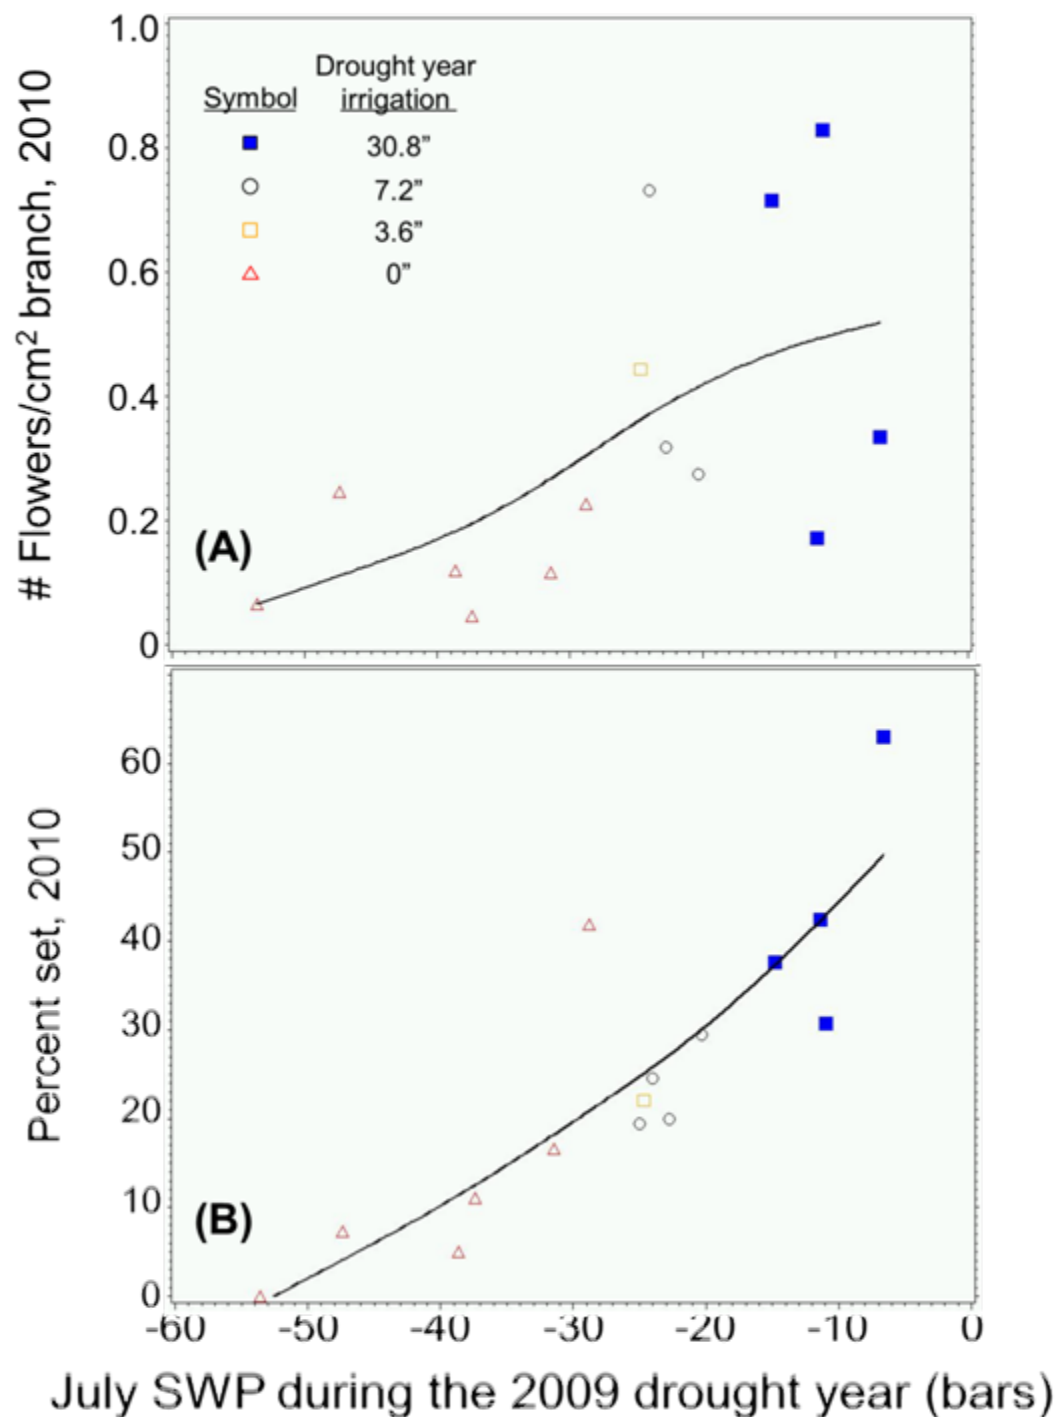 # Flowers/cm² branch, 2010
1.0
0.8
0.6
0.4
0.2
0
Drought year
Symbol irrigation
30.8”
7.2”
3.6”
0”
(A)
Percent set, 2010
60
50
40
30
20
10
0
(B)
-60 -50 -40 -30 -20 -10 0
July SWP during the 2009 drought year (bars)